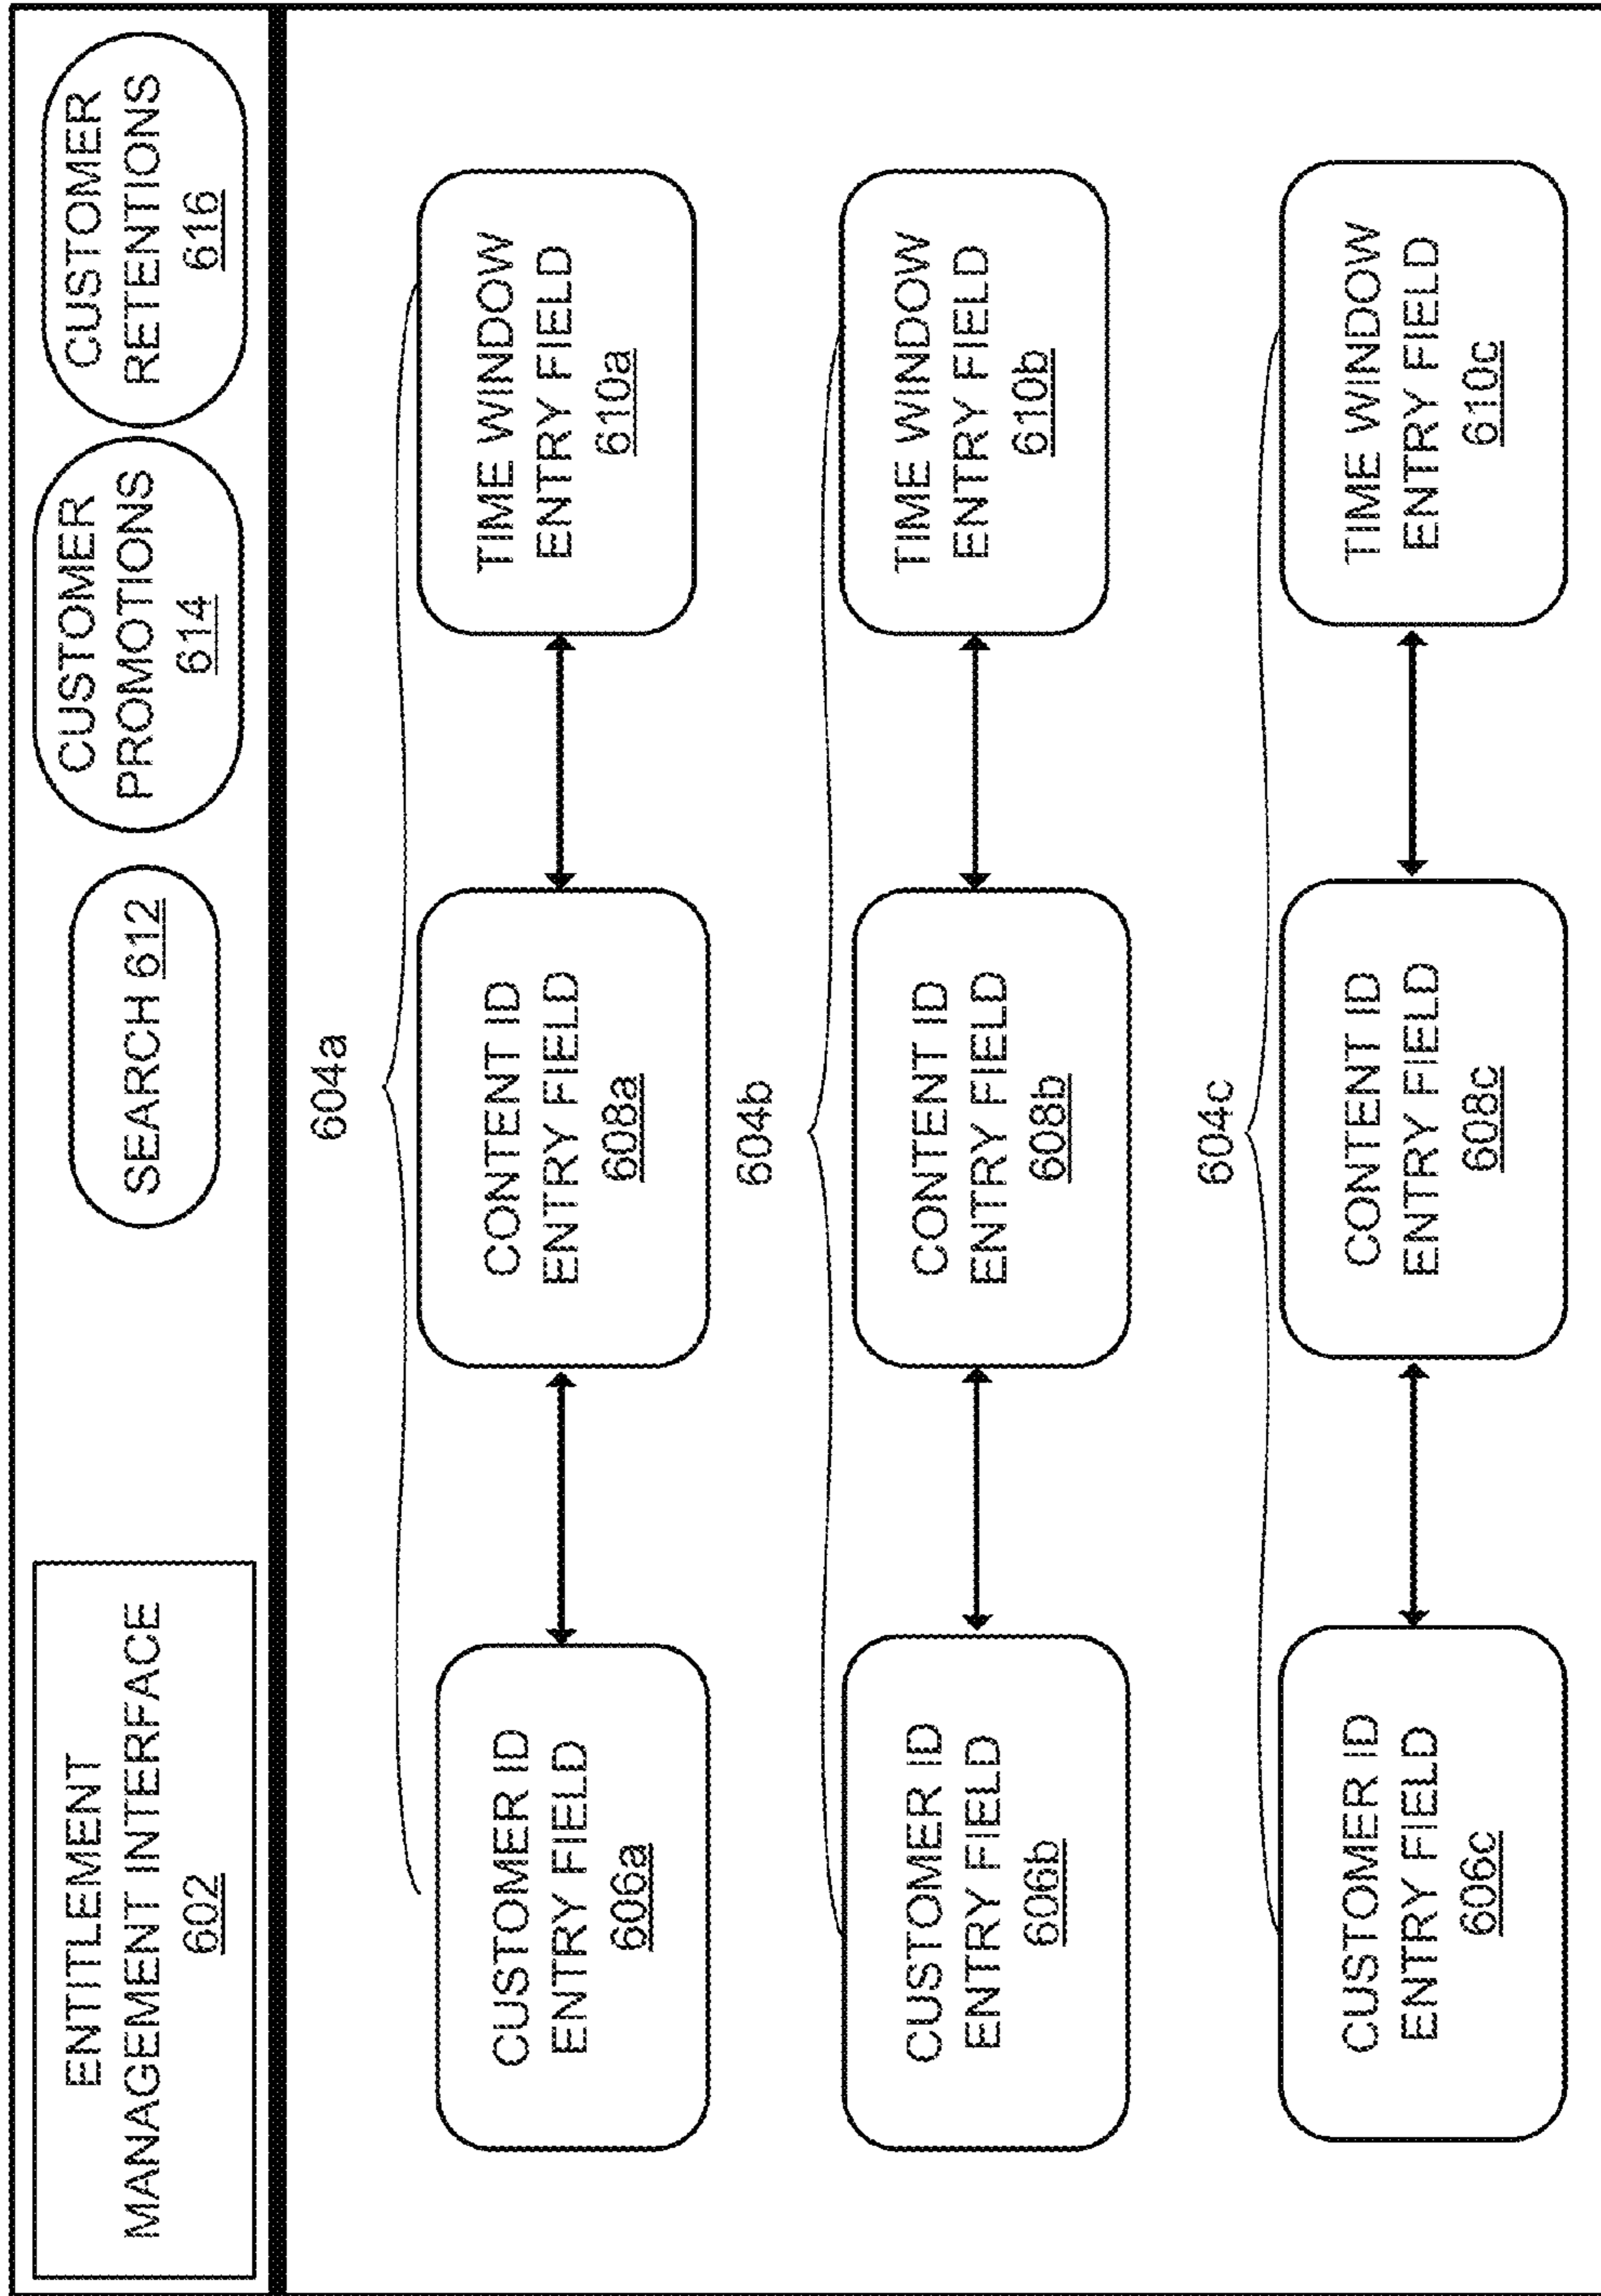 ENTITLEMENT
MANAGEMENT INTERFACE
602
SEARCH 612
CUSTOMER
PROMOTIONS
614
CUSTOMER
RETENTIONS
616
604a
CUSTOMER ID
ENTRY FIELD
606a
CONTENT ID
ENTRY FIELD
608a
TIME WINDOW
ENTRY FIELD
610a
604b
CUSTOMER ID
ENTRY FIELD
606b
CONTENT ID
ENTRY FIELD
608b
TIME WINDOW
ENTRY FIELD
610b
604c
CUSTOMER ID
ENTRY FIELD
606c
CONTENT ID
ENTRY FIELD
608c
TIME WINDOW
ENTRY FIELD
610c